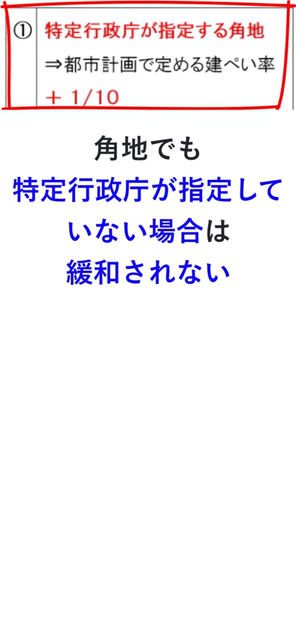 ① 特定行政庁が指定する角地
⇒都市計画で定める建ぺい率
+ 1/10
角地でも
特定行政庁が指定して
いない場合は
緩和されない